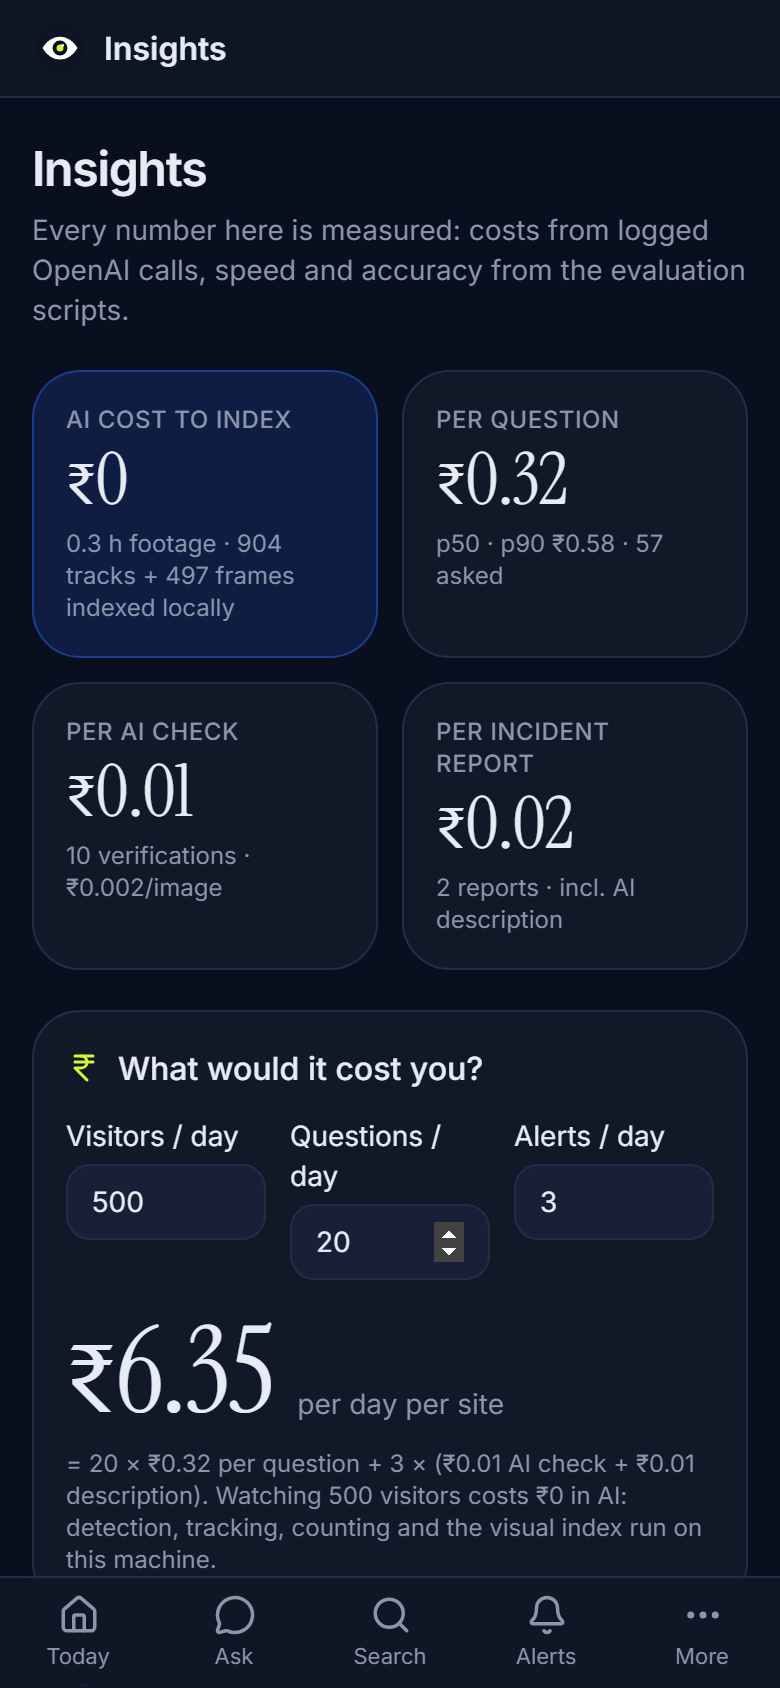 Insights
Insights
Every number here is measured: costs from logged
OpenAI calls, speed and accuracy from the evaluation
scripts.
AI COST TO INDEX
₹0
0.3 h footage · 904
tracks + 497 frames
indexed locally
PER QUESTION
₹0.32
p50 · p90 ₹0.58 · 57
asked
PER AI CHECK
₹0.01
10 verifications ·
₹0.002/image
PER INCIDENT
REPORT
₹0.02
2 reports · incl. AI
description
₹ What would it cost you?
Visitors / day
500
Questions /
day
20
Alerts / day
3
₹6.35 per day per site
= 20 × ₹0.32 per question + 3 × (₹0.01 AI check + ₹0.01
description). Watching 500 visitors costs ₹0 in AI:
detection, tracking, counting and the visual index run on
this machine.
Today
Ask
Search
Alerts
More